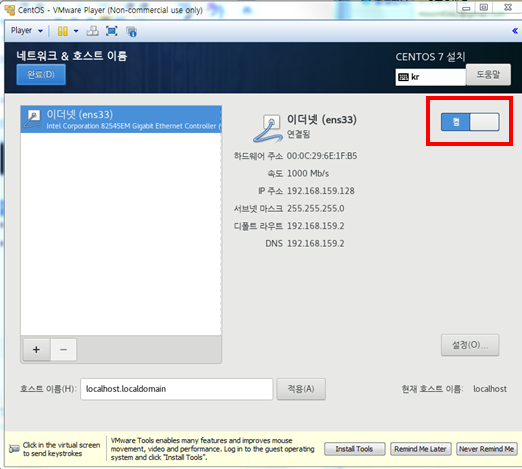 CentOS - VMware Player (Non-commercial use only)
Player
네트워크 & 호스트 이름
CENTOS 7 설치
완료(D)
kr
도움말
이더넷 (ens33)
Intel Corporation 82545EM Gigabit Ethernet Controller (
이더넷 (ens33)
연결됨
켬
하드웨어 주소 00:0C:29:6E:1F:B5
속도 1000 Mb/s
IP 주소 192.168.159.128
서브넷 마스크 255.255.255.0
디폴트 라우트 192.168.159.2
DNS 192.168.159.2
+ −
설정(O)...
호스트 이름(H): localhost.localdomain 적용(A) 현재 호스트 이름: localhost
Click in the virtual screen
to send keystrokes
VMware Tools enables many features and improves mouse
movement, video and performance. Log in to the guest operating
system and click "Install Tools".
Install Tools
Remind Me Later
Never Remind Me